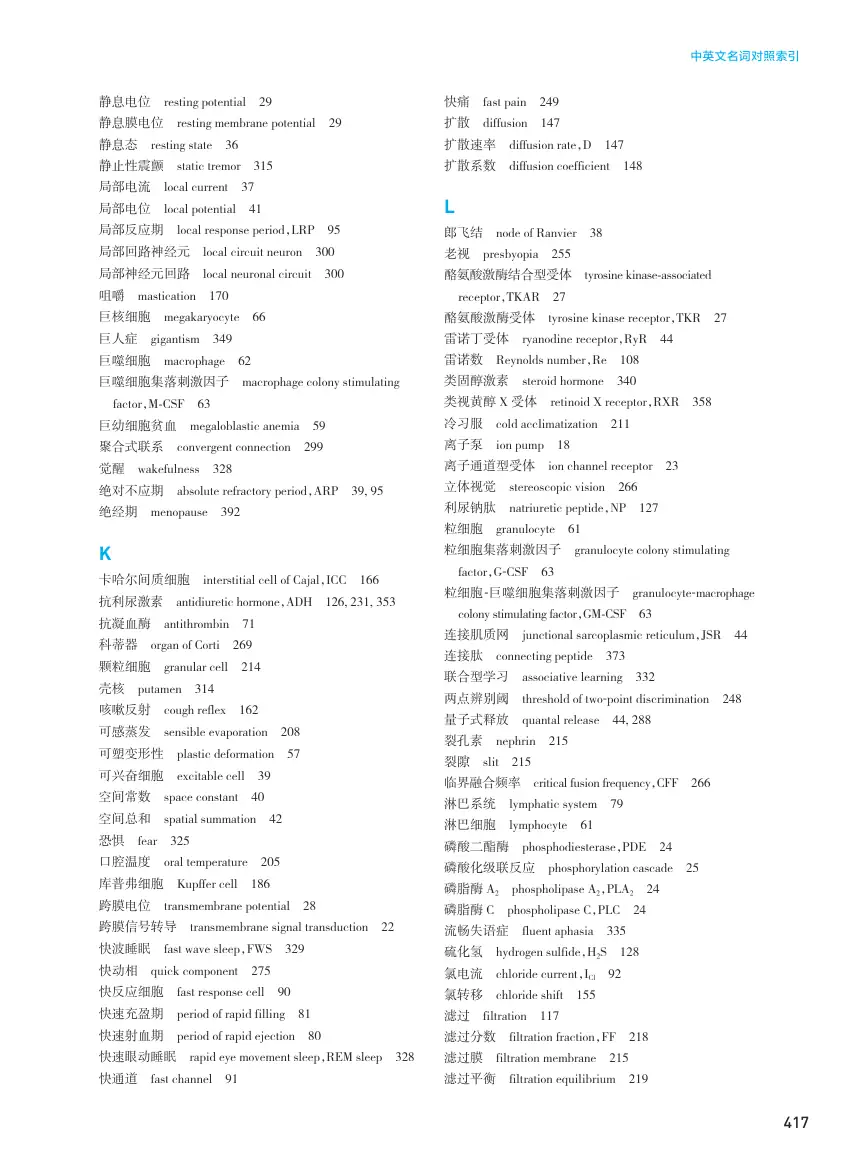 中英文名词对照索引
静息电位 resting potential 29
静息膜电位 resting membrane potential 29
静息态 resting state 36
静止性震颤 static tremor 315
局部电流 local current 37
局部电位 local potential 41
局部反应期 local response period,LRP 95
局部回路神经元 local circuit neuron 300
局部神经元回路 local neuronal circuit 300
咀嚼 mastication 170
巨核细胞 megakaryocyte 66
巨人症 gigantism 349
巨噬细胞 macrophage 62
巨噬细胞集落刺激因子 macrophage colony stimulating
factor,M-CSF 63
巨幼细胞贫血 megaloblastic anemia 59
聚合式联系 convergent connection 299
觉醒 wakefulness 328
绝对不应期 absolute refractory period,ARP 39, 95
绝经期 menopause 392
K
卡哈尔间质细胞 interstitial cell of Cajal,ICC 166
抗利尿激素 antidiuretic hormone,ADH 126, 231, 353
抗凝血酶 antithrombin 71
科蒂器 organ of Corti 269
颗粒细胞 granular cell 214
壳核 putamen 314
咳嗽反射 cough reflex 162
可感蒸发 sensible evaporation 208
可塑变形性 plastic deformation 57
可兴奋细胞 excitable cell 39
空间常数 space constant 40
空间总和 spatial summation 42
恐惧 fear 325
口腔温度 oral temperature 205
库普弗细胞 Kupffer cell 186
跨膜电位 transmembrane potential 28
跨膜信号转导 transmembrane signal transduction 22
快波睡眠 fast wave sleep,FWS 329
快动相 quick component 275
快反应细胞 fast response cell 90
快速充盈期 period of rapid filling 81
快速射血期 period of rapid ejection 80
快速眼动睡眠 rapid eye movement sleep,REM sleep 328
快通道 fast channel 91
快痛 fast pain 249
扩散 diffusion 147
扩散速率 diffusion rate,D 147
扩散系数 diffusion coefficient 148
L
郎飞结 node of Ranvier 38
老视 presbyopia 255
酪氨酸激酶结合型受体 tyrosine kinase-associated
receptor,TKAR 27
酪氨酸激酶受体 tyrosine kinase receptor,TKR 27
雷诺丁受体 ryanodine receptor,RyR 44
雷诺数 Reynolds number,Re 108
类固醇激素 steroid hormone 340
类视黄醇 X 受体 retinoid X receptor,RXR 358
冷习服 cold acclimatization 211
离子泵 ion pump 18
离子通道型受体 ion channel receptor 23
立体视觉 stereoscopic vision 266
利尿钠肽 natriuretic peptide,NP 127
粒细胞 granulocyte 61
粒细胞集落刺激因子 granulocyte colony stimulating
factor,G-CSF 63
粒细胞-巨噬细胞集落刺激因子 granulocyte-macrophage
colony stimulating factor,GM-CSF 63
连接肌质网 junctional sarcoplasmic reticulum,JSR 44
连接肽 connecting peptide 373
联合型学习 associative learning 332
两点辨别阈 threshold of two-point discrimination 248
量子式释放 quantal release 44, 288
裂孔素 nephrin 215
裂隙 slit 215
临界融合频率 critical fusion frequency,CFF 266
淋巴系统 lymphatic system 79
淋巴细胞 lymphocyte 61
磷酸二酯酶 phosphodiesterase,PDE 24
磷酸化级联反应 phosphorylation cascade 25
磷脂酶 A₂ phospholipase A₂,PLA₂ 24
磷脂酶 C phospholipase C,PLC 24
流畅失语症 fluent aphasia 335
硫化氢 hydrogen sulfide,H₂S 128
氯电流 chloride current,ICl 92
氯转移 chloride shift 155
滤过 filtration 117
滤过分数 filtration fraction,FF 218
滤过膜 filtration membrane 215
滤过平衡 filtration equilibrium 219
417